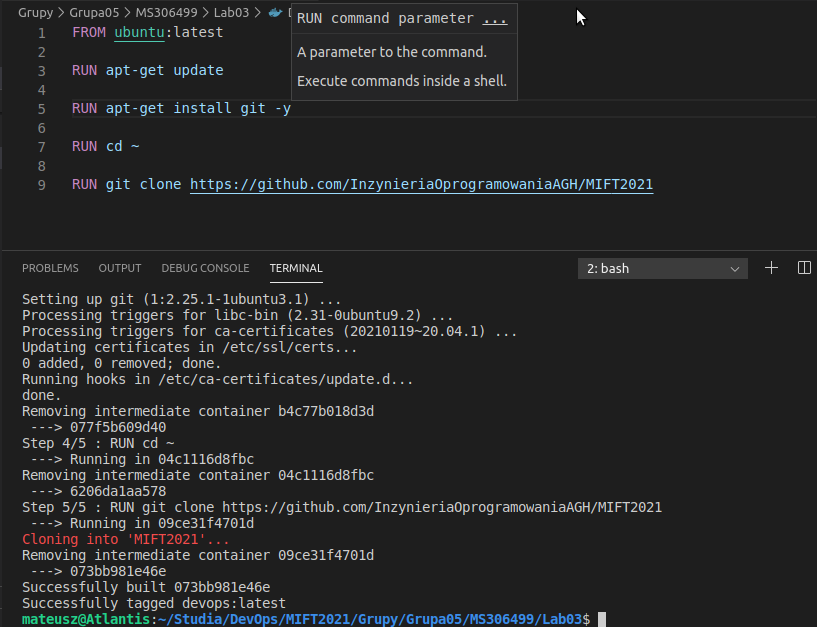 Grupy > Grupa05 > MS306499 > Lab03 >
RUN command parameter ...
A parameter to the command.
Execute commands inside a shell.
1 FROM ubuntu:latest
2
3 RUN apt-get update
4
5 RUN apt-get install git -y
6
7 RUN cd ~
8
9 RUN git clone https://github.com/InzynieriaOprogramowaniaAGH/MIFT2021
PROBLEMS OUTPUT DEBUG CONSOLE TERMINAL 2: bash
Setting up git (1:2.25.1-1ubuntu3.1) ...
Processing triggers for libc-bin (2.31-0ubuntu9.2) ...
Processing triggers for ca-certificates (20210119~20.04.1) ...
Updating certificates in /etc/ssl/certs...
0 added, 0 removed; done.
Running hooks in /etc/ca-certificates/update.d...
done.
Removing intermediate container b4c77b018d3d
---> 077f5b609d40
Step 4/5 : RUN cd ~
---> Running in 04c1116d8fbc
Removing intermediate container 04c1116d8fbc
---> 6206da1aa578
Step 5/5 : RUN git clone https://github.com/InzynieriaOprogramowaniaAGH/MIFT2021
---> Running in 09ce31f4701d
Cloning into 'MIFT2021'...
Removing intermediate container 09ce31f4701d
---> 073bb981e46e
Successfully built 073bb981e46e
Successfully tagged devops:latest
mateusz@Atlantis:~/Studia/DevOps/MIFT2021/Grupy/Grupa05/MS306499/Lab03$